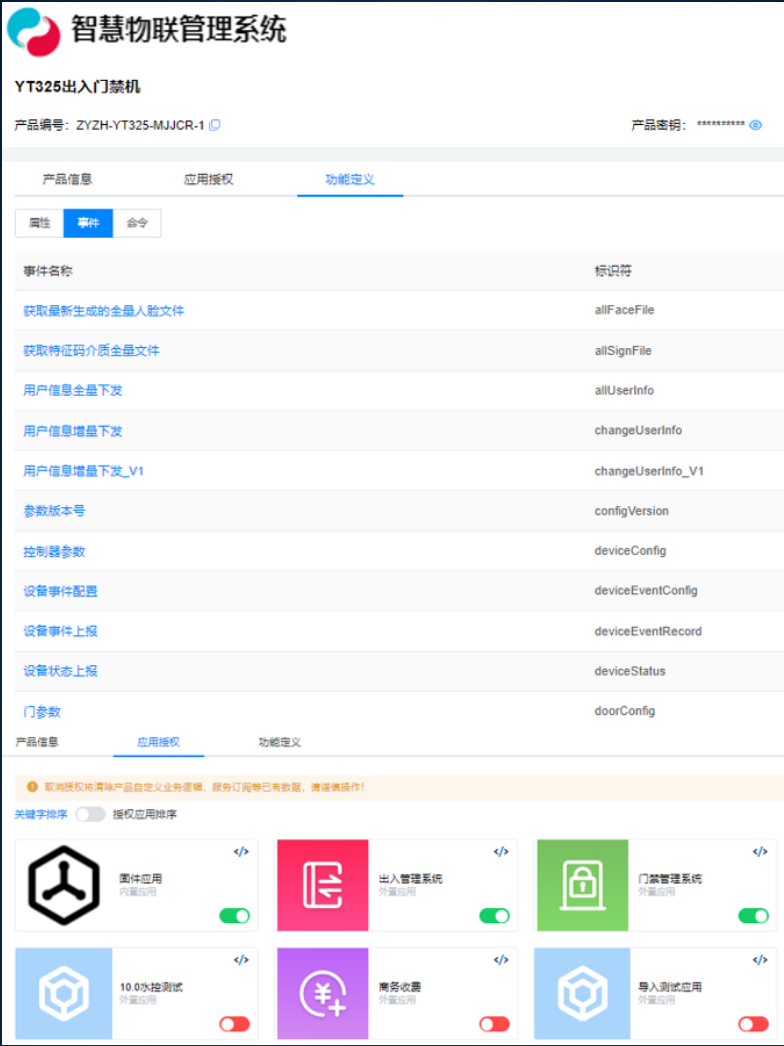 智慧物联管理系统
YT325出入门禁机
产品编号: ZYZH-YT325-MJJCR-1 产品密钥: **********
产品信息 应用授权 功能定义
属性 事件 命令
事件名称 标识符
获取最新生成的全量人脸文件 allFaceFile
获取特征码介质全量文件 allSignFile
用户信息全量下发 allUserInfo
用户信息增量下发 changeUserInfo
用户信息增量下发_V1 changeUserInfo_V1
参数版本号 configVersion
控制器参数 deviceConfig
设备事件配置 deviceEventConfig
设备事件上报 deviceEventRecord
设备状态上报 deviceStatus
门参数 doorConfig
产品信息 应用授权 功能定义
取消授权将清除产品自定义业务逻辑、服务订阅等已有数据，请谨慎操作！
关键字排序 授权应用排序
固件应用 </> 出入管理系统 </> 门禁管理系统 </>
内置应用 外置应用 外置应用
10.0水控测试 </> 商务收费 </> 导入测试应用 </>
外置应用 外置应用 外置应用